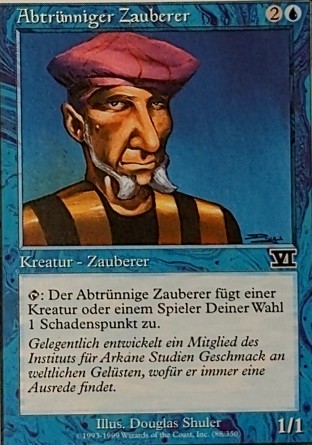 Abtrünniger Zauberer 2
Kreatur - Zauberer VI
: Der Abtrünnige Zauberer fügt einer
Kreatur oder einem Spieler Deiner Wahl
1 Schadenspunkt zu.
Gelegentlich entwickelt ein Mitglied des
Instituts für Arkane Studien Geschmack an
weltlichen Gelüsten, wofür er immer eine
Ausrede findet.
Illus. Douglas Shuler
©1993-1999 Wizards of the Coast, Inc. (88/350)
1/1